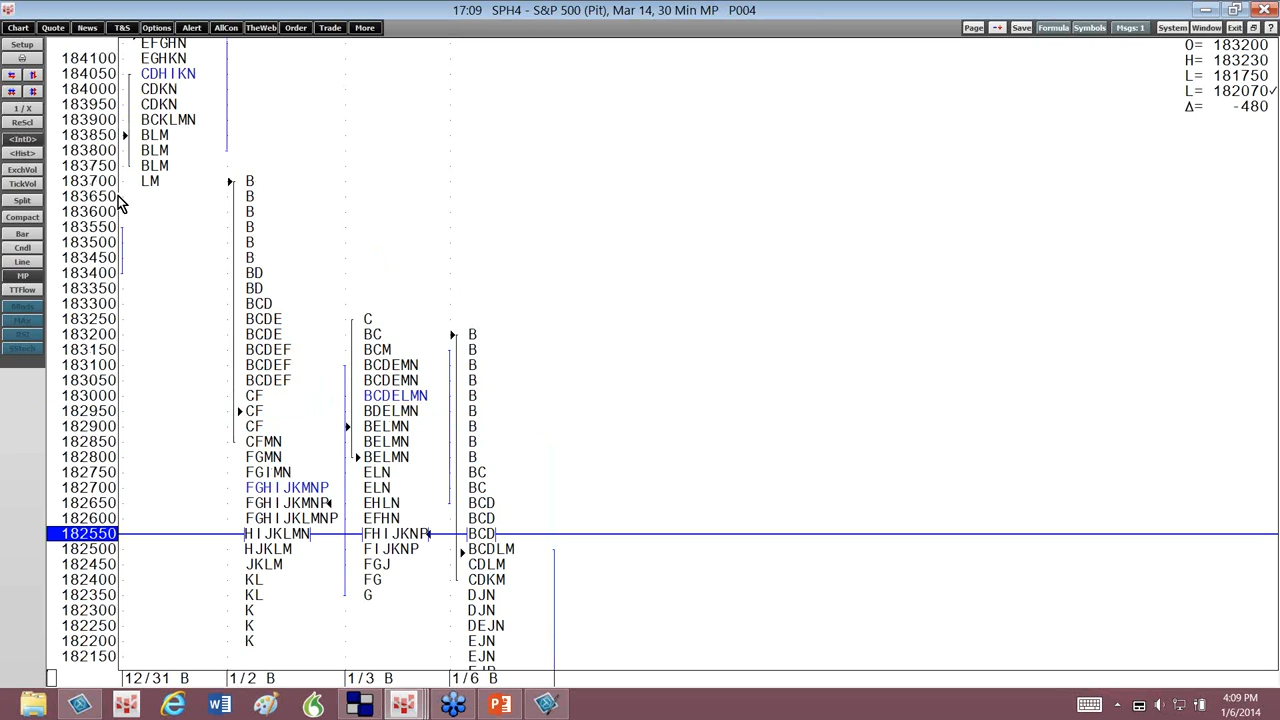 17:09 SPH4 - S&P 500 (Pit), Mar 14, 30 Min MP P004
Chart Quote News T&S Options Alert AllCon TheWeb Order Trade More Page Save Formula Symbols Msgs: 1 System Window Exit ?
Setup
1 / X
ReScl
<IntD>
<Hist>
ExchVol
TickVol
Split
Compact
Bar
Cndl
Line
MP
TTFlow
O= 183200
H= 183230
L= 181750
L= 182070✓
Δ= -480
EFGHN
184100 EGHKN
184050 CDHIKN
184000 CDKN
183950 CDKN
183900 BCKLMN
183850 BLM
183800 BLM
183750 BLM
183700 LM B
183650 B
183600 B
183550 B
183500 B
183450 B
183400 BD
183350 BD
183300 BCD
183250 BCDE C
183200 BCDE BC B
183150 BCDEF BCM B
183100 BCDEF BCDEMN B
183050 BCDEF BCDEMN B
183000 CF BCDELMN B
182950 CF BDELMN B
182900 CF BELMN B
182850 CFMN BELMN B
182800 FGMN BELMN B
182750 FGIMN ELN BC
182700 FGHIJKMNP ELN BC
182650 FGHIJKMNP EHLN BCD
182600 FGHIJKLMNP EFHN BCD
182550 HIJKLMN FHIJKNP BCD
182500 HJKLM FIJKNP BCDLM
182450 JKLM FGJ CDLM
182400 KL FG CDKM
182350 KL G DJN
182300 K DJN
182250 K DEJN
182200 K EJN
182150 EJN
12/31 B 1/2 B 1/3 B 1/6 B
4:09 PM
1/6/2014